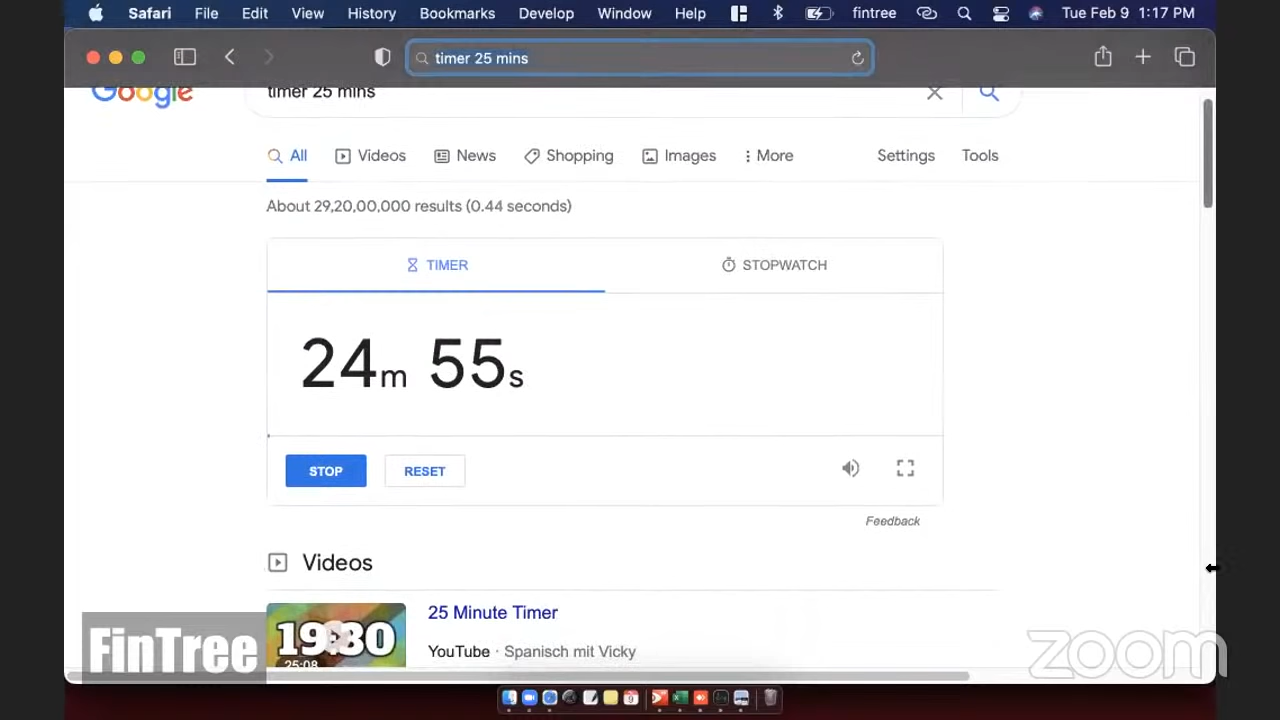 Safari File Edit View History Bookmarks Develop Window Help fintree Tue Feb 9 1:17 PM
timer 25 mins
Google timer 25 mins
All Videos News Shopping Images More Settings Tools
About 29,20,00,000 results (0.44 seconds)
TIMER STOPWATCH
24m 55s
STOP RESET
Feedback
Videos
25 Minute Timer
19:30
YouTube · Spanisch mit Vicky
25:08
FinTree
zoom